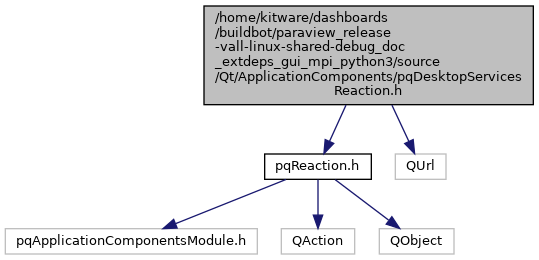 /home/kitware/dashboards
/buildbot/paraview_release
-vall-linux-shared-debug_doc
_extdeps_gui_mpi_python3/source
/Qt/ApplicationComponents/pqDesktopServices
Reaction.h
pqReaction.h
QUrl
pqApplicationComponentsModule.h
QAction
QObject